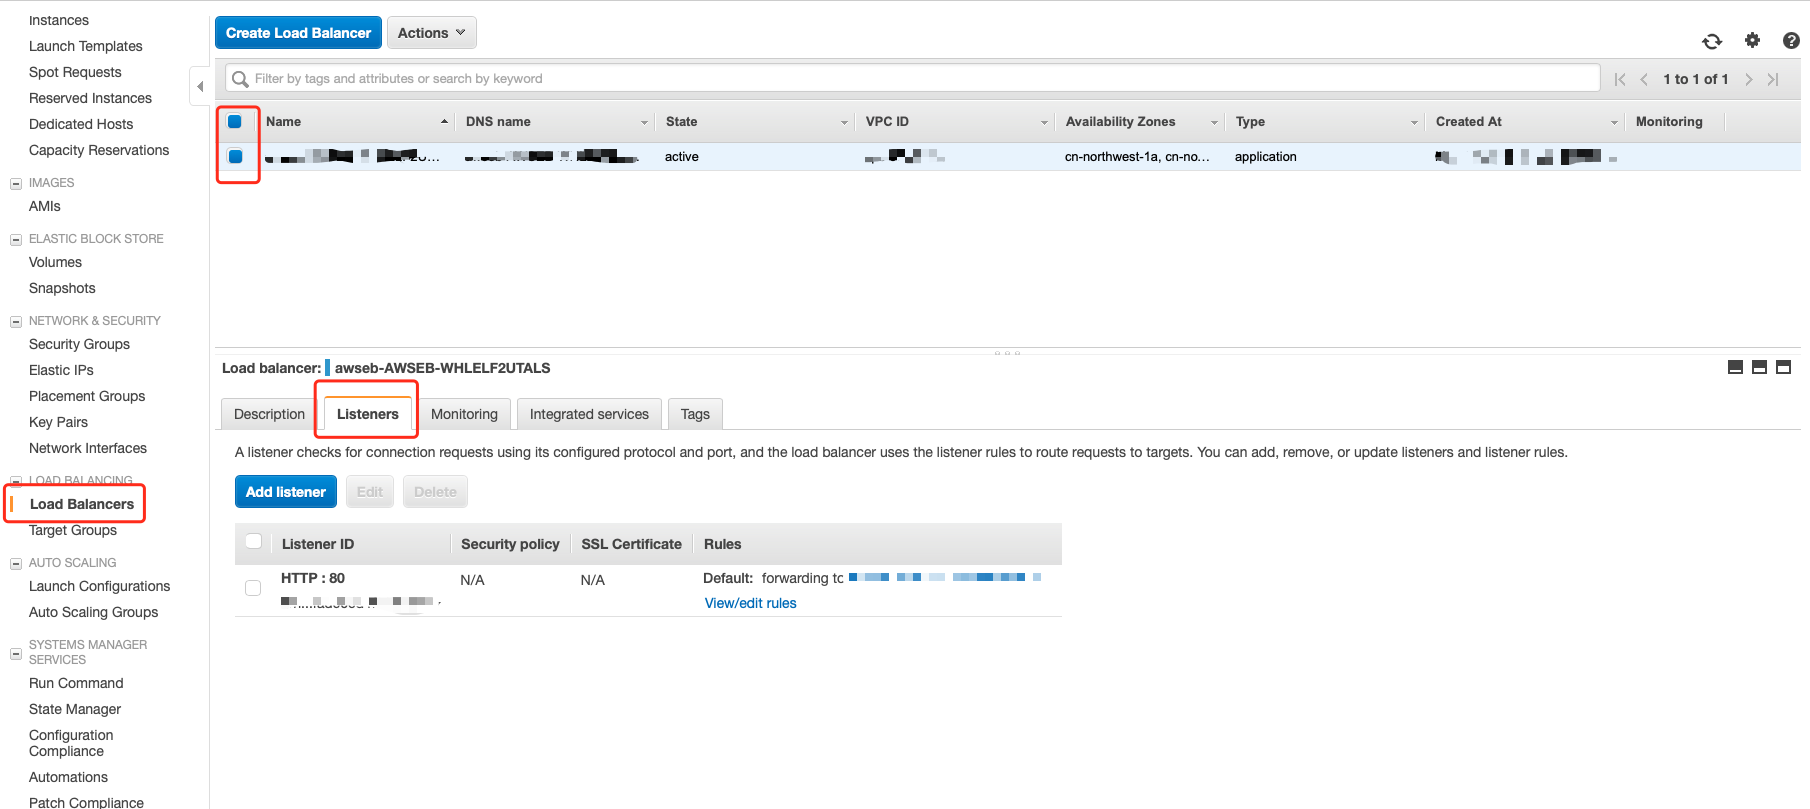 Instances
Launch Templates
Spot Requests
Reserved Instances
Dedicated Hosts
Capacity Reservations
IMAGES
AMIs
ELASTIC BLOCK STORE
Volumes
Snapshots
NETWORK & SECURITY
Security Groups
Elastic IPs
Placement Groups
Key Pairs
Network Interfaces
LOAD BALANCING
Load Balancers
Target Groups
AUTO SCALING
Launch Configurations
Auto Scaling Groups
SYSTEMS MANAGER
SERVICES
Run Command
State Manager
Configuration
Compliance
Automations
Patch Compliance
Create Load Balancer Actions
Filter by tags and attributes or search by keyword 1 to 1 of 1
Name DNS name State VPC ID Availability Zones Type Created At Monitoring
active cn-northwest-1a, cn-no... application
Load balancer: awseb-AWSEB-WHLELF2UTALS
Description Listeners Monitoring Integrated services Tags
A listener checks for connection requests using its configured protocol and port, and the load balancer uses the listener rules to route requests to targets. You can add, remove, or update listeners and listener rules.
Add listener Edit Delete
Listener ID Security policy SSL Certificate Rules
HTTP : 80 N/A N/A Default: forwarding to
View/edit rules